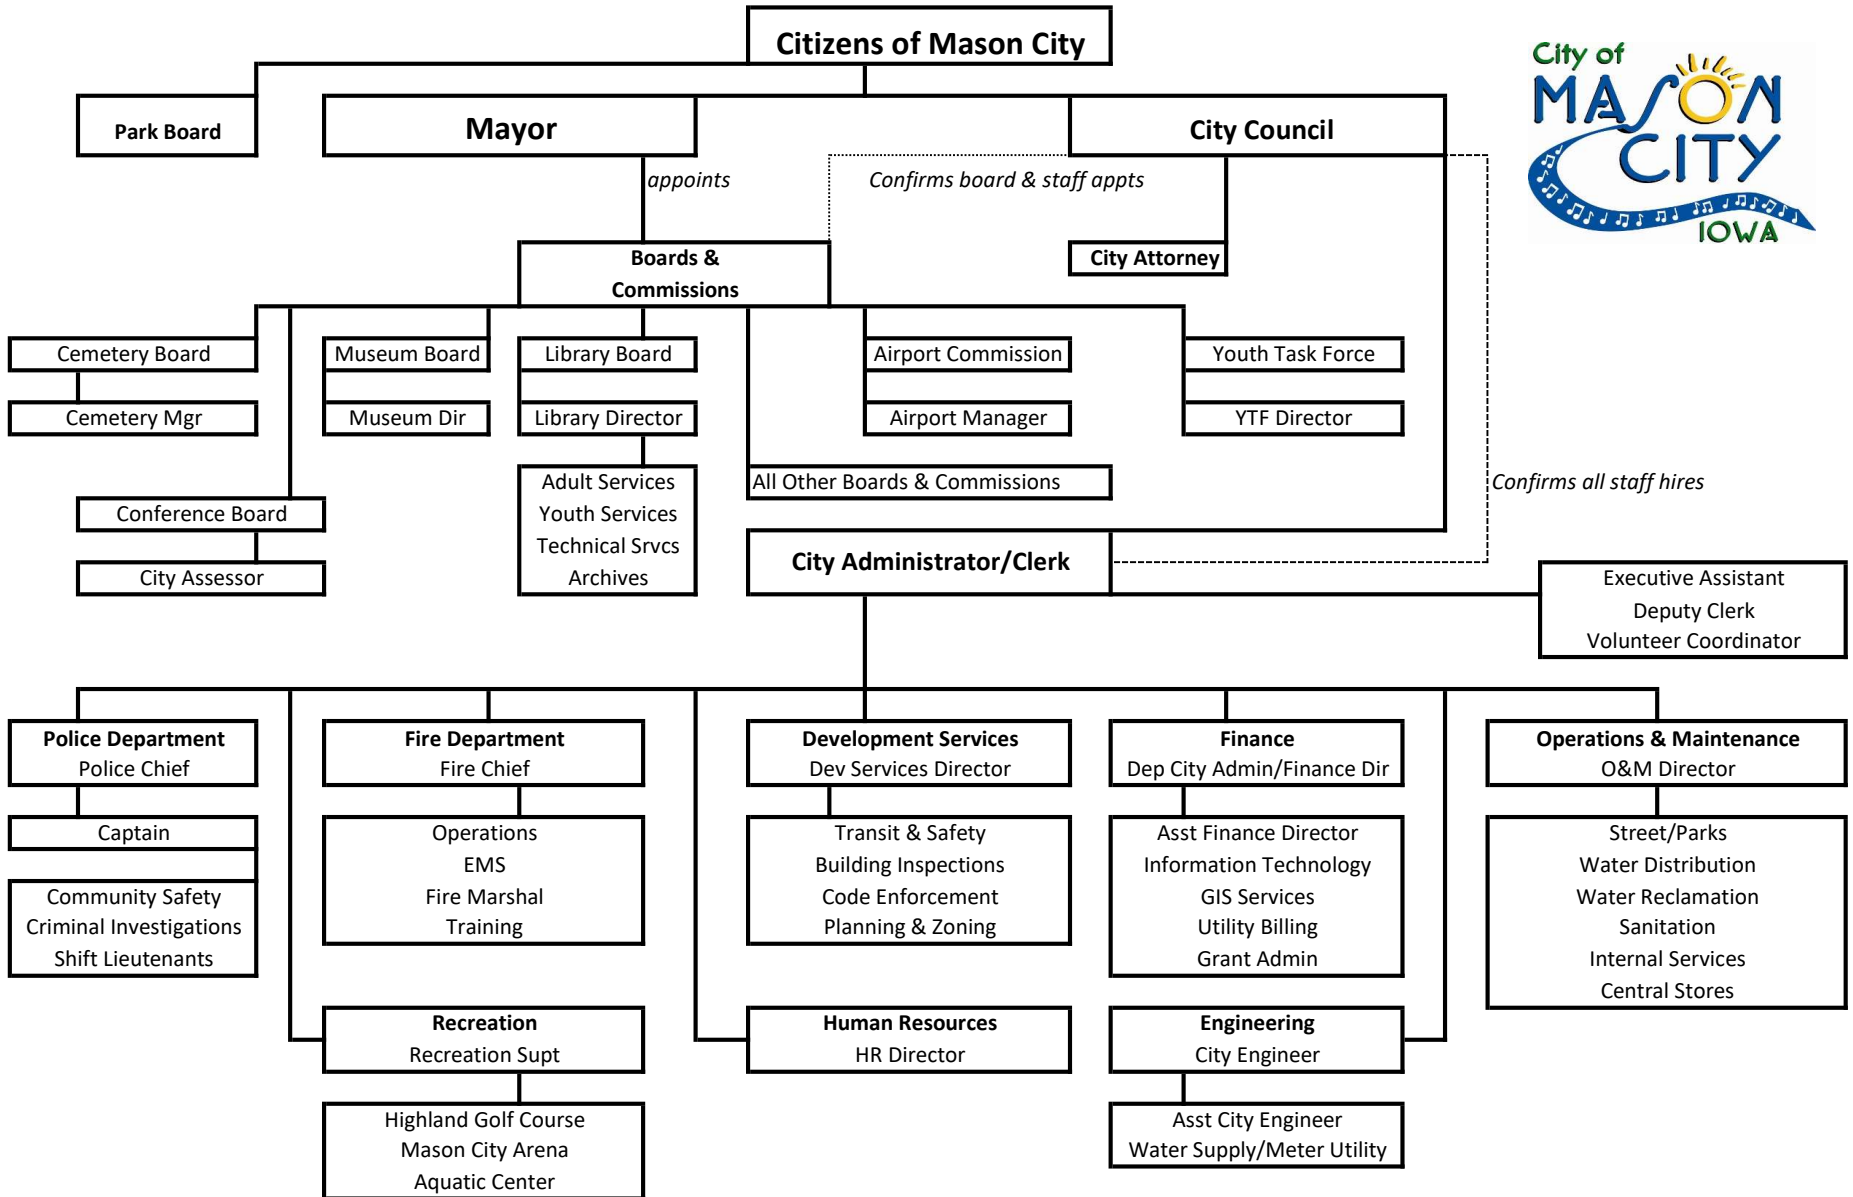 Citizens of Mason City
City of
MASON
CITY
IOWA
Park Board
Mayor
City Council
appoints
Confirms board & staff appts
Boards &
Commissions
City Attorney
Cemetery Board
Museum Board
Library Board
Airport Commission
Youth Task Force
Cemetery Mgr
Museum Dir
Library Director
Airport Manager
YTF Director
Adult Services
Youth Services
Technical Srvcs
Archives
All Other Boards & Commissions
Confirms all staff hires
Conference Board
City Assessor
City Administrator/Clerk
Executive Assistant
Deputy Clerk
Volunteer Coordinator
Police Department
Police Chief
Fire Department
Fire Chief
Development Services
Dev Services Director
Finance
Dep City Admin/Finance Dir
Operations & Maintenance
O&M Director
Captain
Community Safety
Criminal Investigations
Shift Lieutenants
Operations
EMS
Fire Marshal
Training
Transit & Safety
Building Inspections
Code Enforcement
Planning & Zoning
Asst Finance Director
Information Technology
GIS Services
Utility Billing
Grant Admin
Street/Parks
Water Distribution
Water Reclamation
Sanitation
Internal Services
Central Stores
Recreation
Recreation Supt
Human Resources
HR Director
Engineering
City Engineer
Highland Golf Course
Mason City Arena
Aquatic Center
Asst City Engineer
Water Supply/Meter Utility